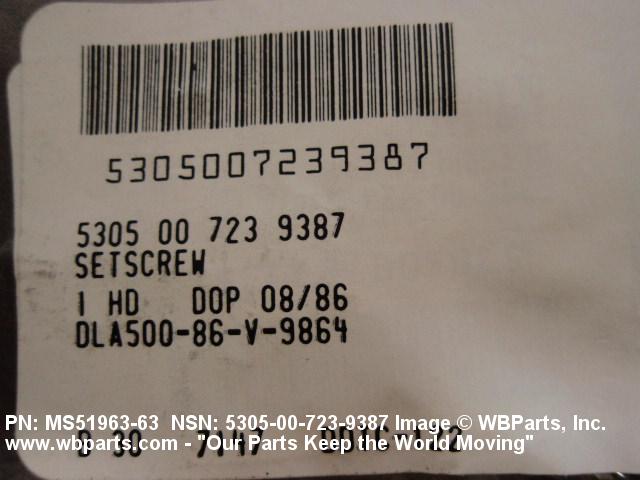 5305007239387
5305 00 723 9387
SETSCREW
1 HD DOP 08/86
DLA500-86-V-9864
PN: MS51963-63 NSN: 5305-00-723-9387 Image © WBParts, Inc.
www.wbparts.com - "Our Parts Keep the World Moving"